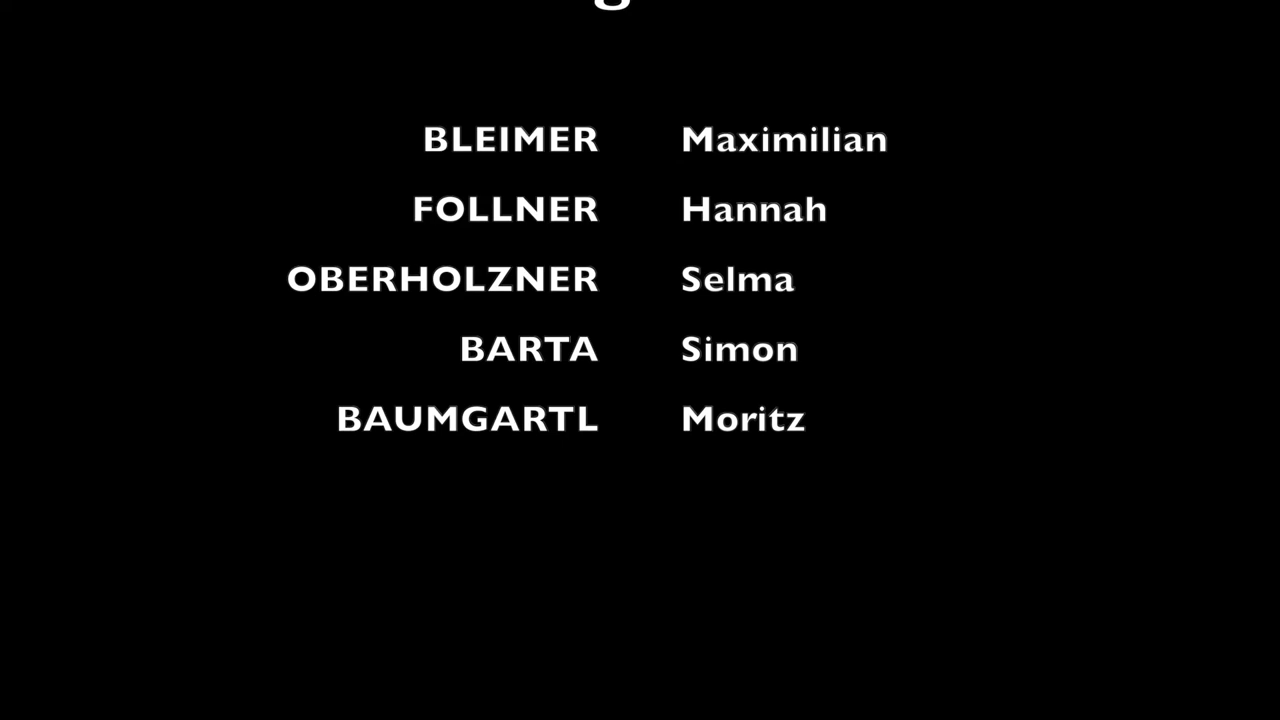 BLEIMER Maximilian
FOLLNER Hannah
OBERHOLZNER Selma
BARTA Simon
BAUMGARTL Moritz